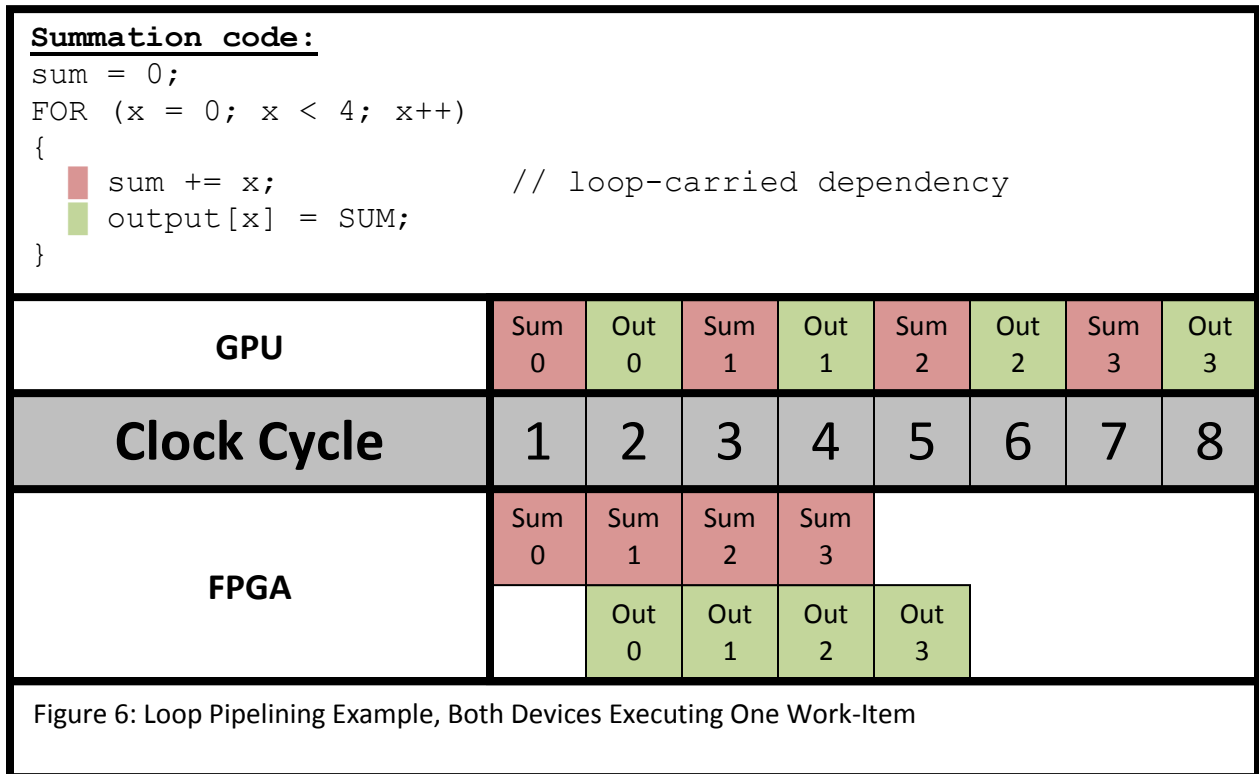 Summation code:
sum = 0;
FOR (x = 0; x < 4; x++)
{
sum += x; // loop-carried dependency
output[x] = SUM;
}
GPU
Sum 0
Out 0
Sum 1
Out 1
Sum 2
Out 2
Sum 3
Out 3
Clock Cycle 1 2 3 4 5 6 7 8
FPGA
Sum 0
Sum 1
Sum 2
Sum 3
Out 0
Out 1
Out 2
Out 3
Figure 6: Loop Pipelining Example, Both Devices Executing One Work-Item